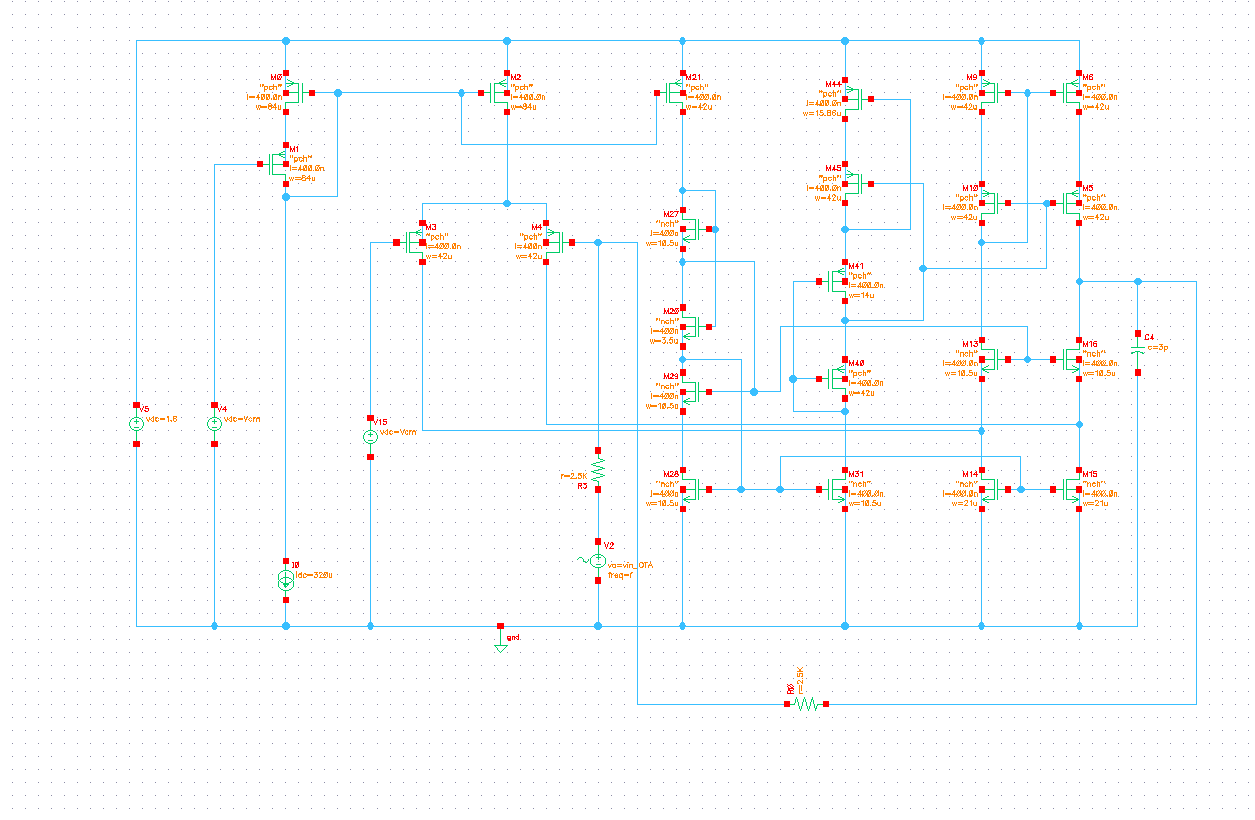 M0
"pch"
l=400.0n
w=84u
M2
"pch"
l=400.0n
w=84u
M21
"pch"
l=400.0n
w=42u
M44
"pch"
l=400.0n
w=15.86u
M9
"pch"
l=400.0n
w=42u
M6
"pch"
l=400.0n
w=42u
M1
"pch"
l=400.0n
w=84u
M45
"pch"
l=400.0n
w=42u
M10
"pch"
l=400.0n
w=42u
M5
"pch"
l=400.0n
w=42u
M3
"pch"
l=400.0n
w=42u
M4
"pch"
l=400n
w=42u
M27
"nch"
l=400n
w=10.5u
M41
"pch"
l=400.0n
w=14u
"nch"
l=400n
w=3.5u
M13
"nch"
l=400.0n
w=10.5u
M16
"nch"
l=400.0n
w=10.5u
C4
c=3p
M29
"nch"
l=400n
w=10.5u
M40
"pch"
l=400.0n
w=42u
V5
vdc=1.8
V4
vdc=Vcm
V15
vdc=Vcm
r=2.5K
R3
M28
"nch"
l=400n
w=10.5u
M31
"nch"
l=400.0n
w=10.5u
M14
"nch"
l=400.0n
w=21u
M15
"nch"
l=400.0n
w=21u
I0
idc=320u
V2
va=vin_OTA
freq=f
gnd
R0
r=2.5K